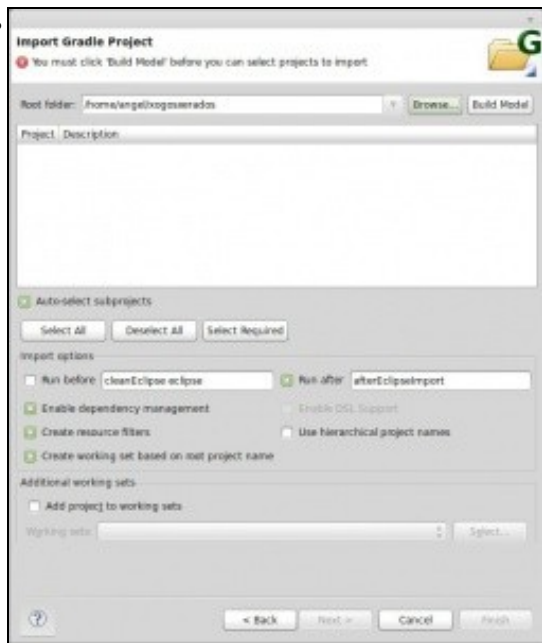 Import Gradle Project
You must click 'Build Model' before you can select projects to import
G
Root folder: /home/angel/xogosaerrados Browse... Build Model
Project Description
Auto-select subprojects
Select All Deselect All Select Required
Import options
Run before cleanEclipse eclipse Run after afterEclipseImport
Enable dependency management Enable DSL Support
Create resource filters Use hierarchical project names
Create working set based on root project name
Additional working sets
Add project to working sets
Working sets: Select...
? < Back Next > Cancel Finish